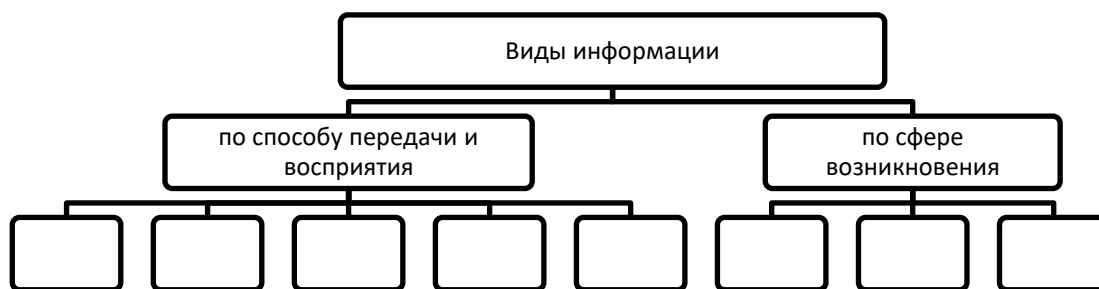 Виды информации
по способу передачи и
восприятия
по сфере
возникновения